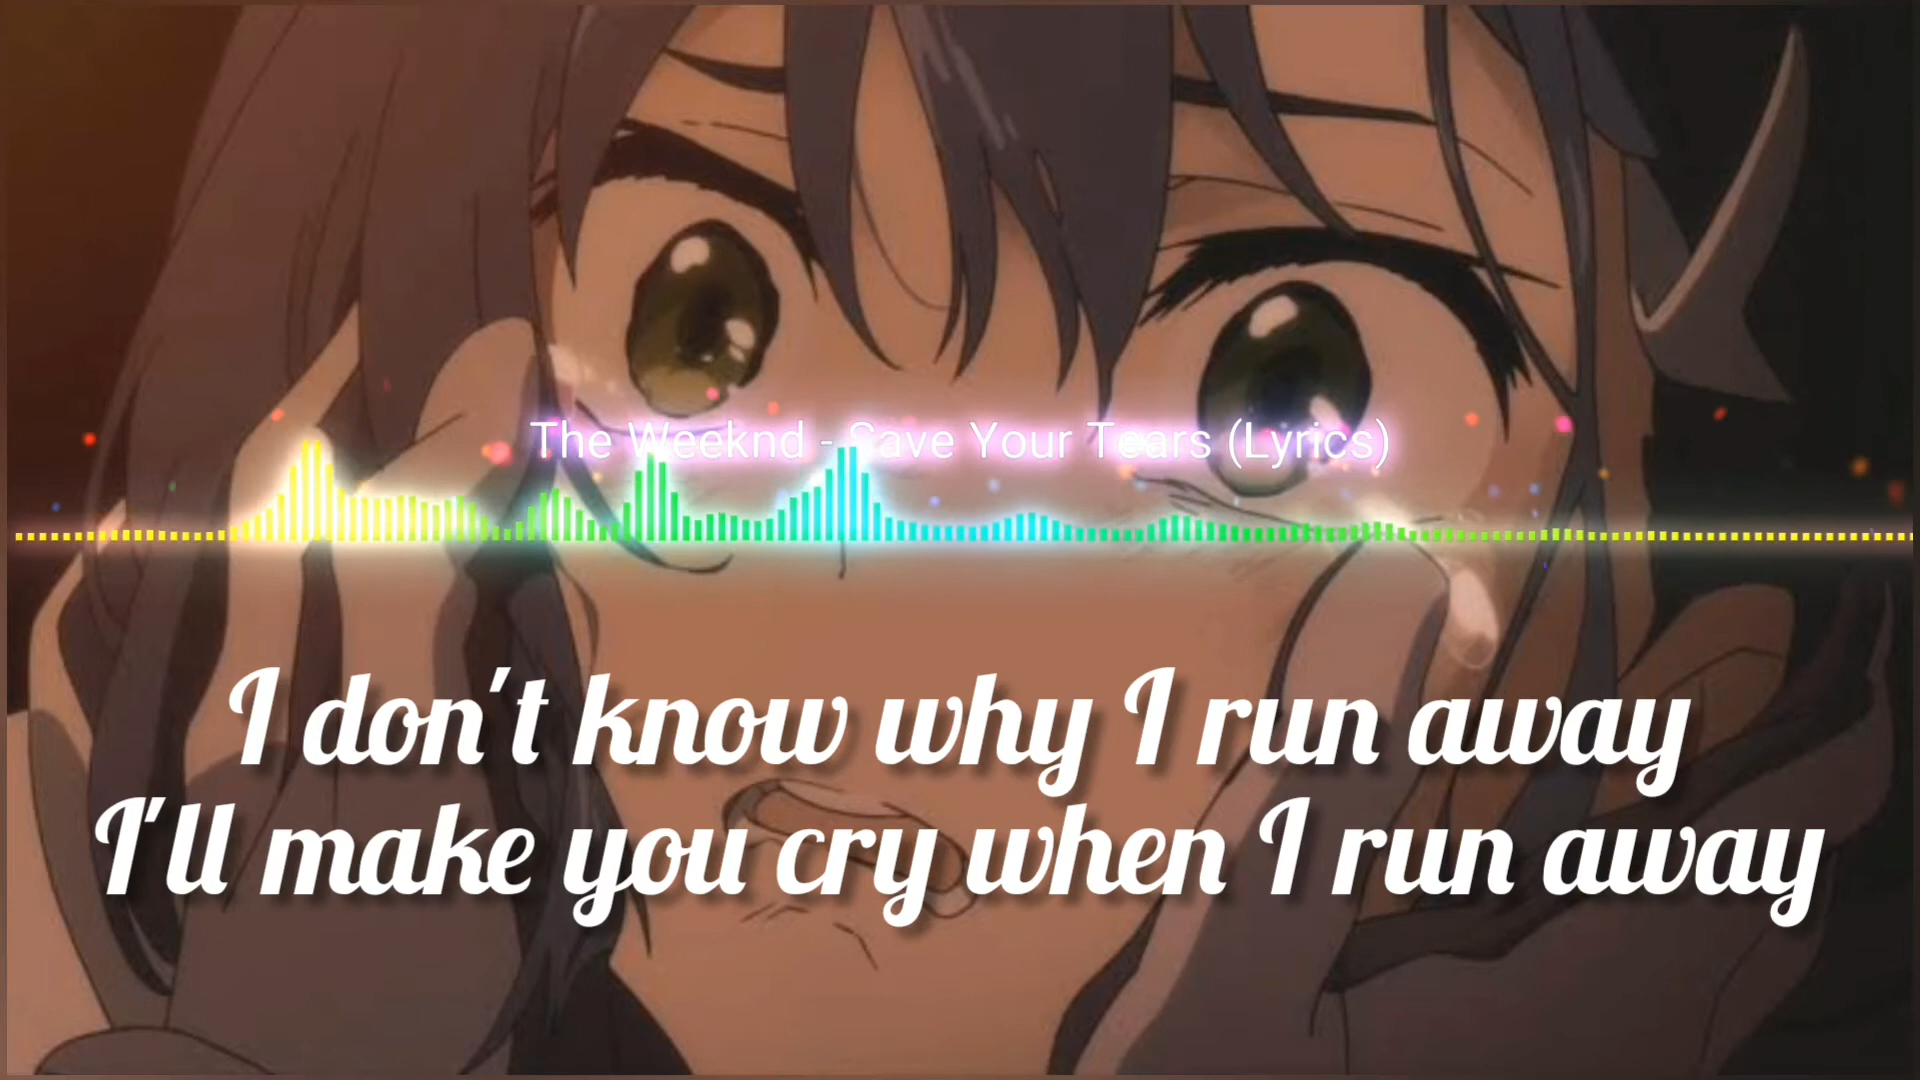 The Weeknd - Save Your Tears (Lyrics)
I don't know why I run away
I'll make you cry when I run away